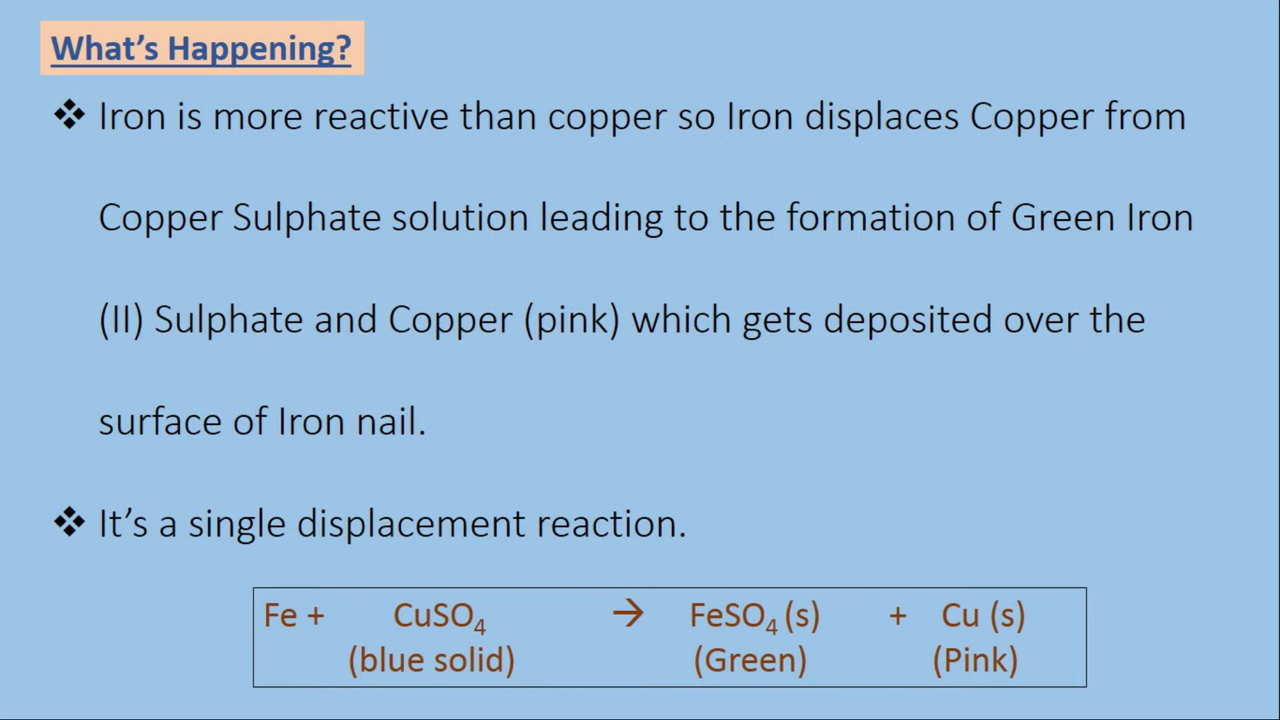 What’s Happening?
❖ Iron is more reactive than copper so Iron displaces Copper from
Copper Sulphate solution leading to the formation of Green Iron
(II) Sulphate and Copper (pink) which gets deposited over the
surface of Iron nail.
❖ It’s a single displacement reaction.
Fe + CuSO₄ → FeSO₄ (s) + Cu (s)
(blue solid) (Green) (Pink)